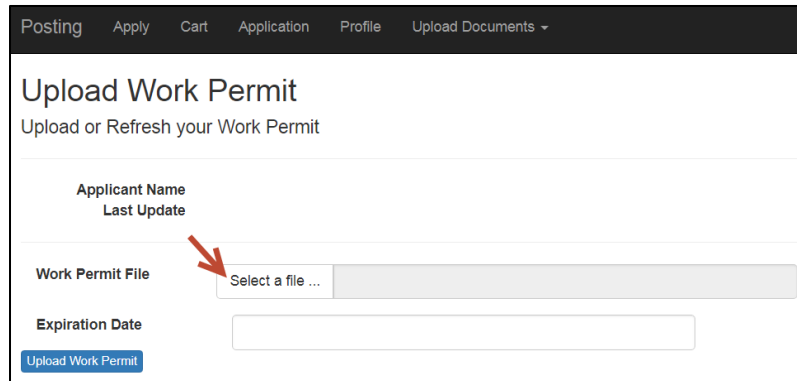 Posting Apply Cart Application Profile Upload Documents
Upload Work Permit
Upload or Refresh your Work Permit
Applicant Name
Last Update
Work Permit File Select a file ...
Expiration Date
Upload Work Permit